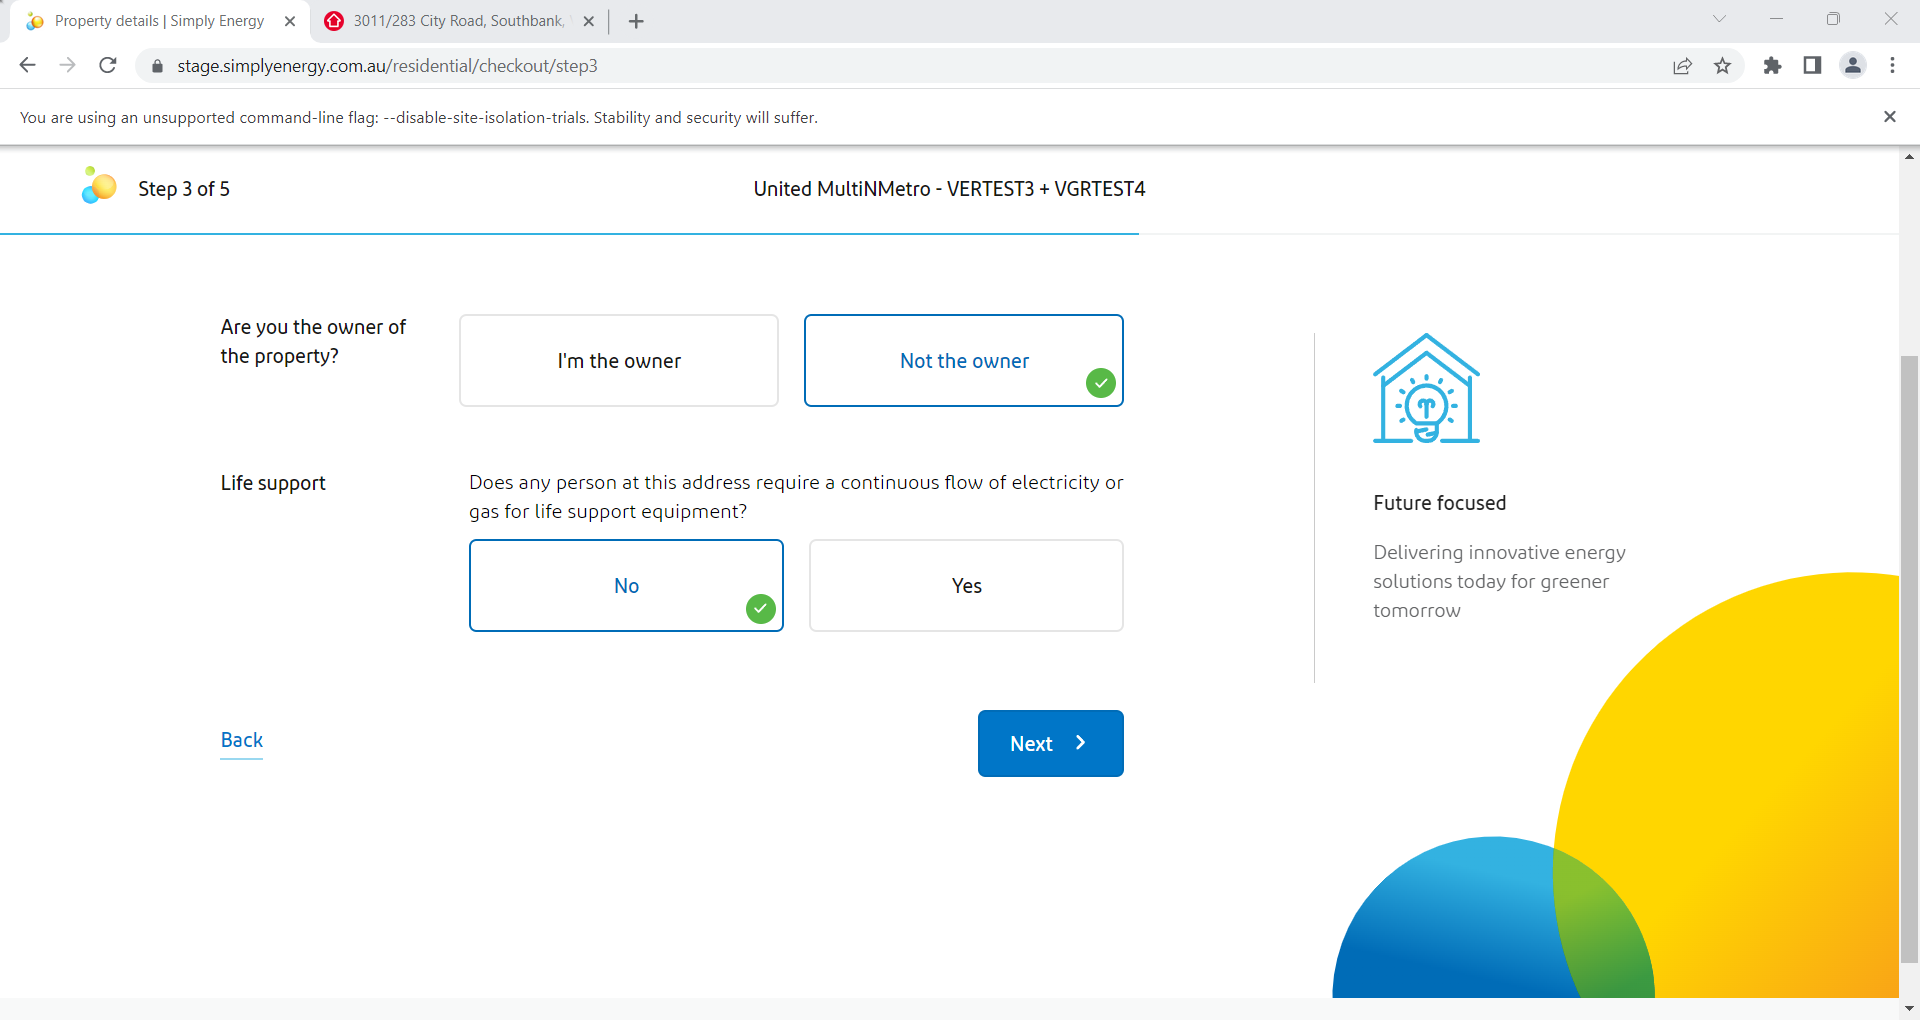 Property details | Simply Energy
3011/283 City Road, Southbank,
stage.simplyenergy.com.au/residential/checkout/step3
You are using an unsupported command-line flag: --disable-site-isolation-trials. Stability and security will suffer.
Step 3 of 5
United MultiNMetro - VERTEST3 + VGRTEST4
Are you the owner of
the property?
I'm the owner
Not the owner
Life support
Does any person at this address require a continuous flow of electricity or
gas for life support equipment?
No
Yes
Future focused
Delivering innovative energy
solutions today for greener
tomorrow
Back
Next